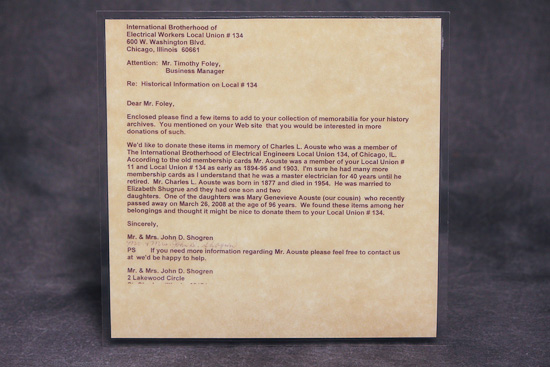 International Brotherhood of
Electrical Workers Local Union # 134
600 W. Washington Blvd.
Chicago, Illinois 60661
Attention: Mr. Timothy Foley,
Business Manager
Re: Historical Information on Local # 134
Dear Mr. Foley,
Enclosed please find a few items to add to your collection of memorabilia for your history
archives. You mentioned on your Web site that you would be interested in more
donations of such.
We'd like to donate these items in memory of Charles L. Aouste who was a member of
The International Brotherhood of Electrical Engineers Local Union 134, of Chicago, IL.
According to the old membership cards Mr. Aouste was a member of your Local Union #
11 and Local Union # 134 as early as 1894-95 and 1903. I'm sure he had many more
membership cards as I understand that he was a master electrician for 40 years until he
retired. Mr. Charles L. Aouste was born in 1877 and died in 1954. He was married to
Elizabeth Shugrue and they had one son and two
daughters. One of the daughters was Mary Genevieve Aouste (our cousin) who recently
passed away on March 26, 2008 at the age of 96 years. We found these items among her
belongings and thought it might be nice to donate them to your Local Union # 134.
Sincerely,
Mr. & Mrs. John D. Shogren
PS If you need more information regarding Mr. Aouste please feel free to contact us
at we'd be happy to help.
Mr. & Mrs. John D. Shogren
2 Lakewood Circle